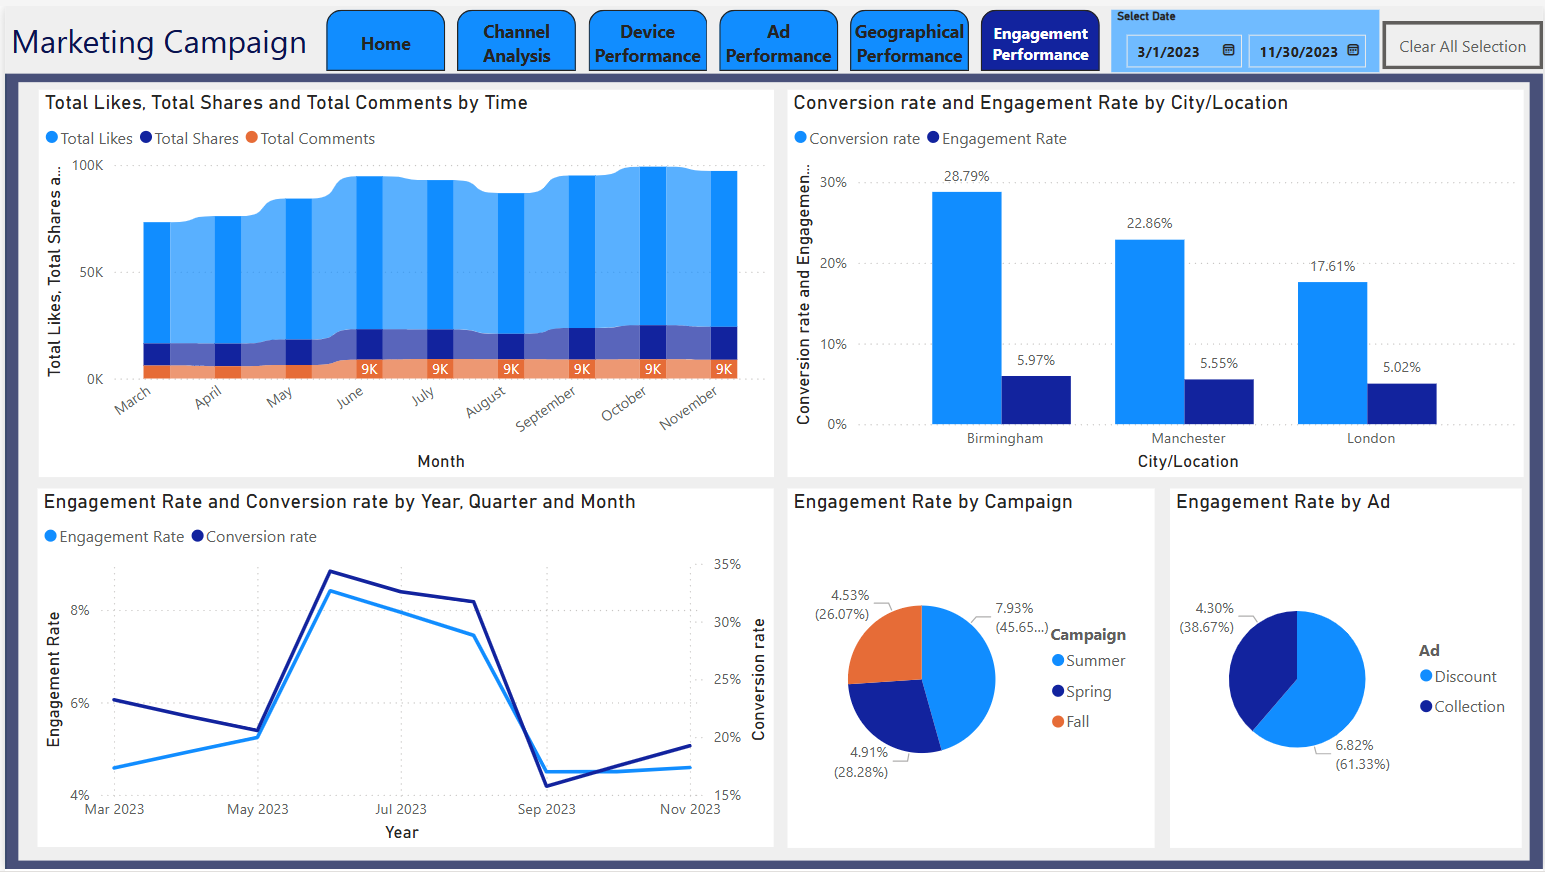 Marketing Campaign
Home
Channel
Analysis
Device
Performance
Ad
Performance
Geographical
Performance
Engagement
Performance
Select Date
3/1/2023
11/30/2023
Clear All Selection
Total Likes, Total Shares and Total Comments by Time
Total Likes Total Shares Total Comments
Total Likes, Total Shares a...
100K
50K
0K
9K 9K 9K 9K 9K 9K
March April May June July August September October November
Month
Conversion rate and Engagement Rate by City/Location
Conversion rate Engagement Rate
Conversion rate and Engagemen...
30%
20%
10%
0%
28.79%
5.97%
22.86%
5.55%
17.61%
5.02%
Birmingham Manchester London
City/Location
Engagement Rate and Conversion rate by Year, Quarter and Month
Engagement Rate Conversion rate
Engagement Rate
8%
6%
4%
35%
30%
25%
20%
15%
Conversion rate
Mar 2023 May 2023 Jul 2023 Sep 2023 Nov 2023
Year
Engagement Rate by Campaign
4.53%
(26.07%)
7.93%
(45.65...)
4.91%
(28.28%)
Campaign
Summer
Spring
Fall
Engagement Rate by Ad
4.30%
(38.67%)
6.82%
(61.33%)
Ad
Discount
Collection